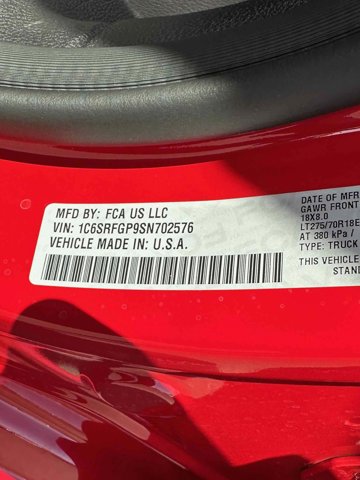 MFD BY: FCA US LLC
VIN: 1C6SRFGP9SN702576
VEHICLE MADE IN: U.S.A.
DATE OF MFR
GAWR FRONT
18X8.0
LT275/70R18E
AT 380 kPa /
TYPE: TRUCK
THIS VEHICLE
STAN